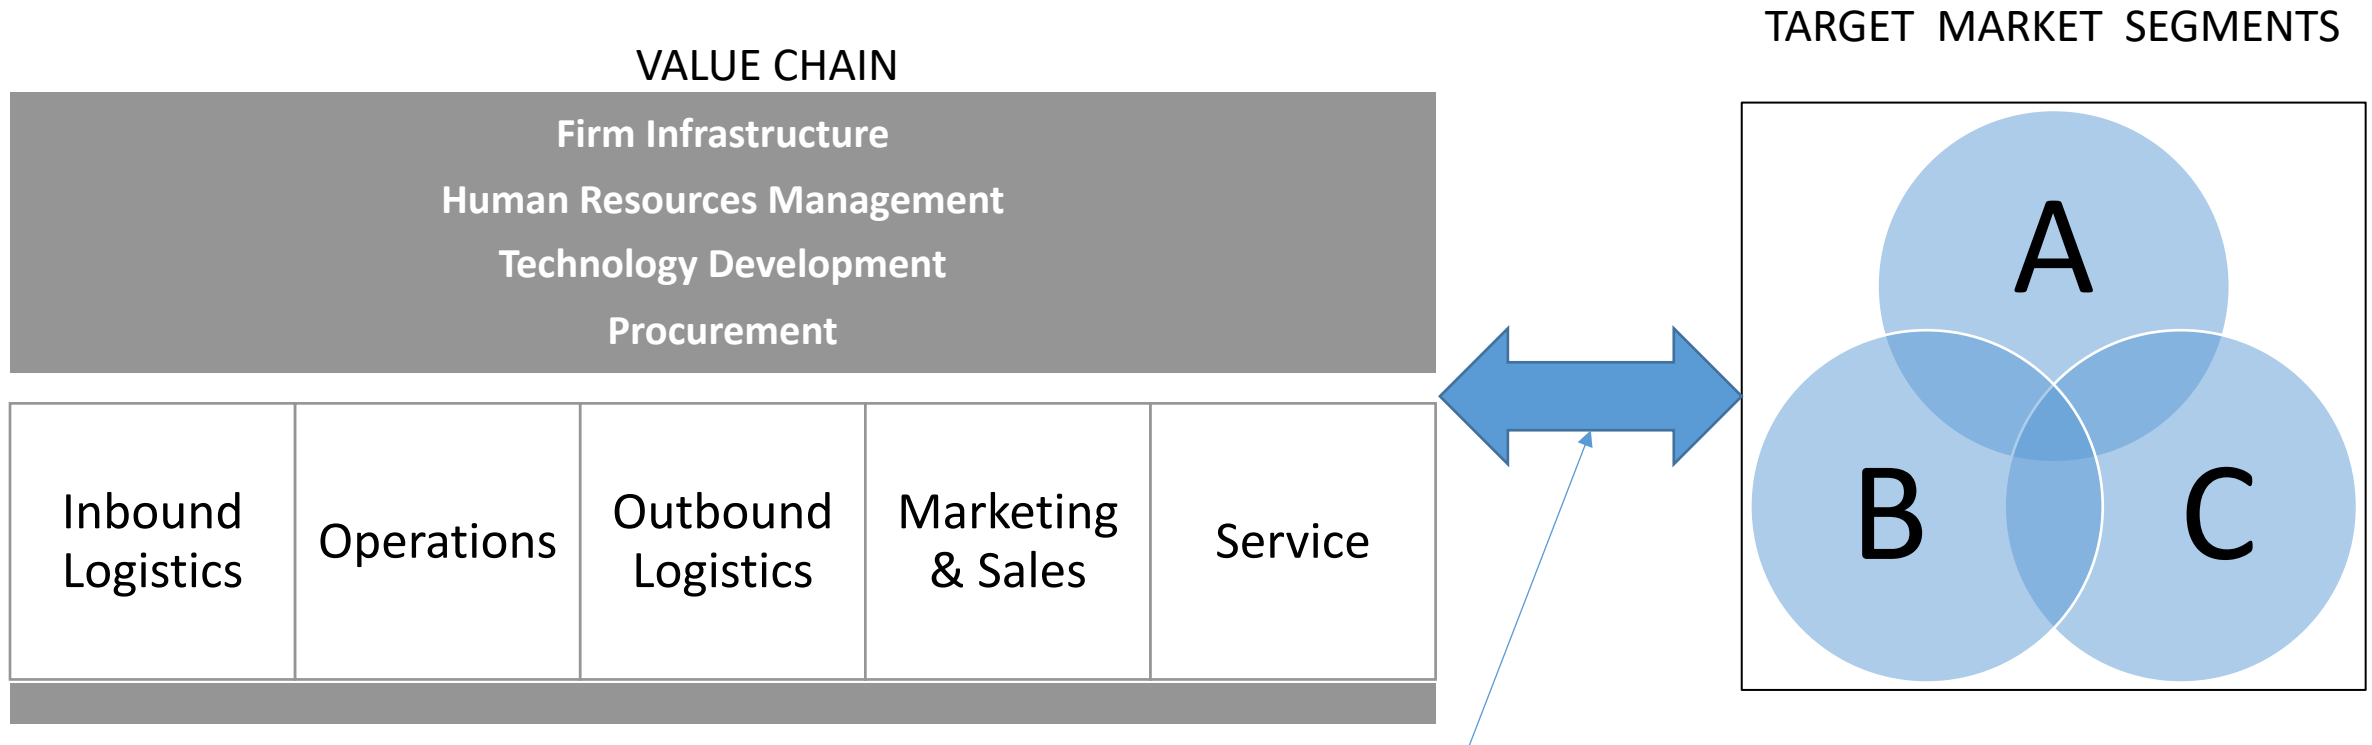 TARGET MARKET SEGMENTS
VALUE CHAIN
Firm Infrastructure
Human Resources Management
Technology Development
Procurement
Inbound
Logistics
Operations
Outbound
Logistics
Marketing
& Sales
Service
A
B
C